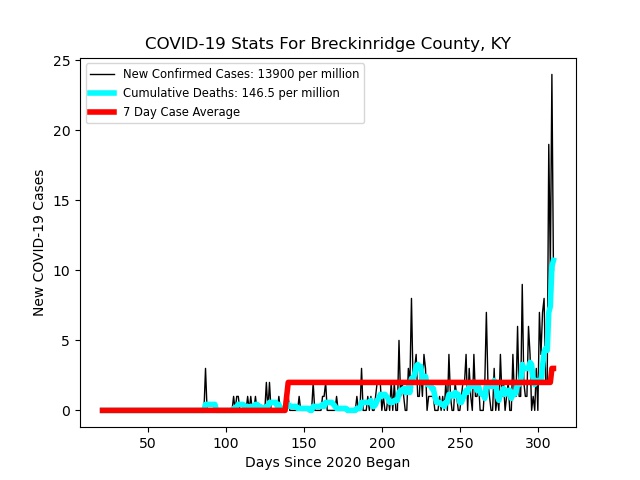 COVID-19 Stats For Breckinridge County, KY
New Confirmed Cases: 13900 per million
Cumulative Deaths: 146.5 per million
7 Day Case Average
New COVID-19 Cases
25
20
15
10
5
0
50 100 150 200 250 300
Days Since 2020 Began